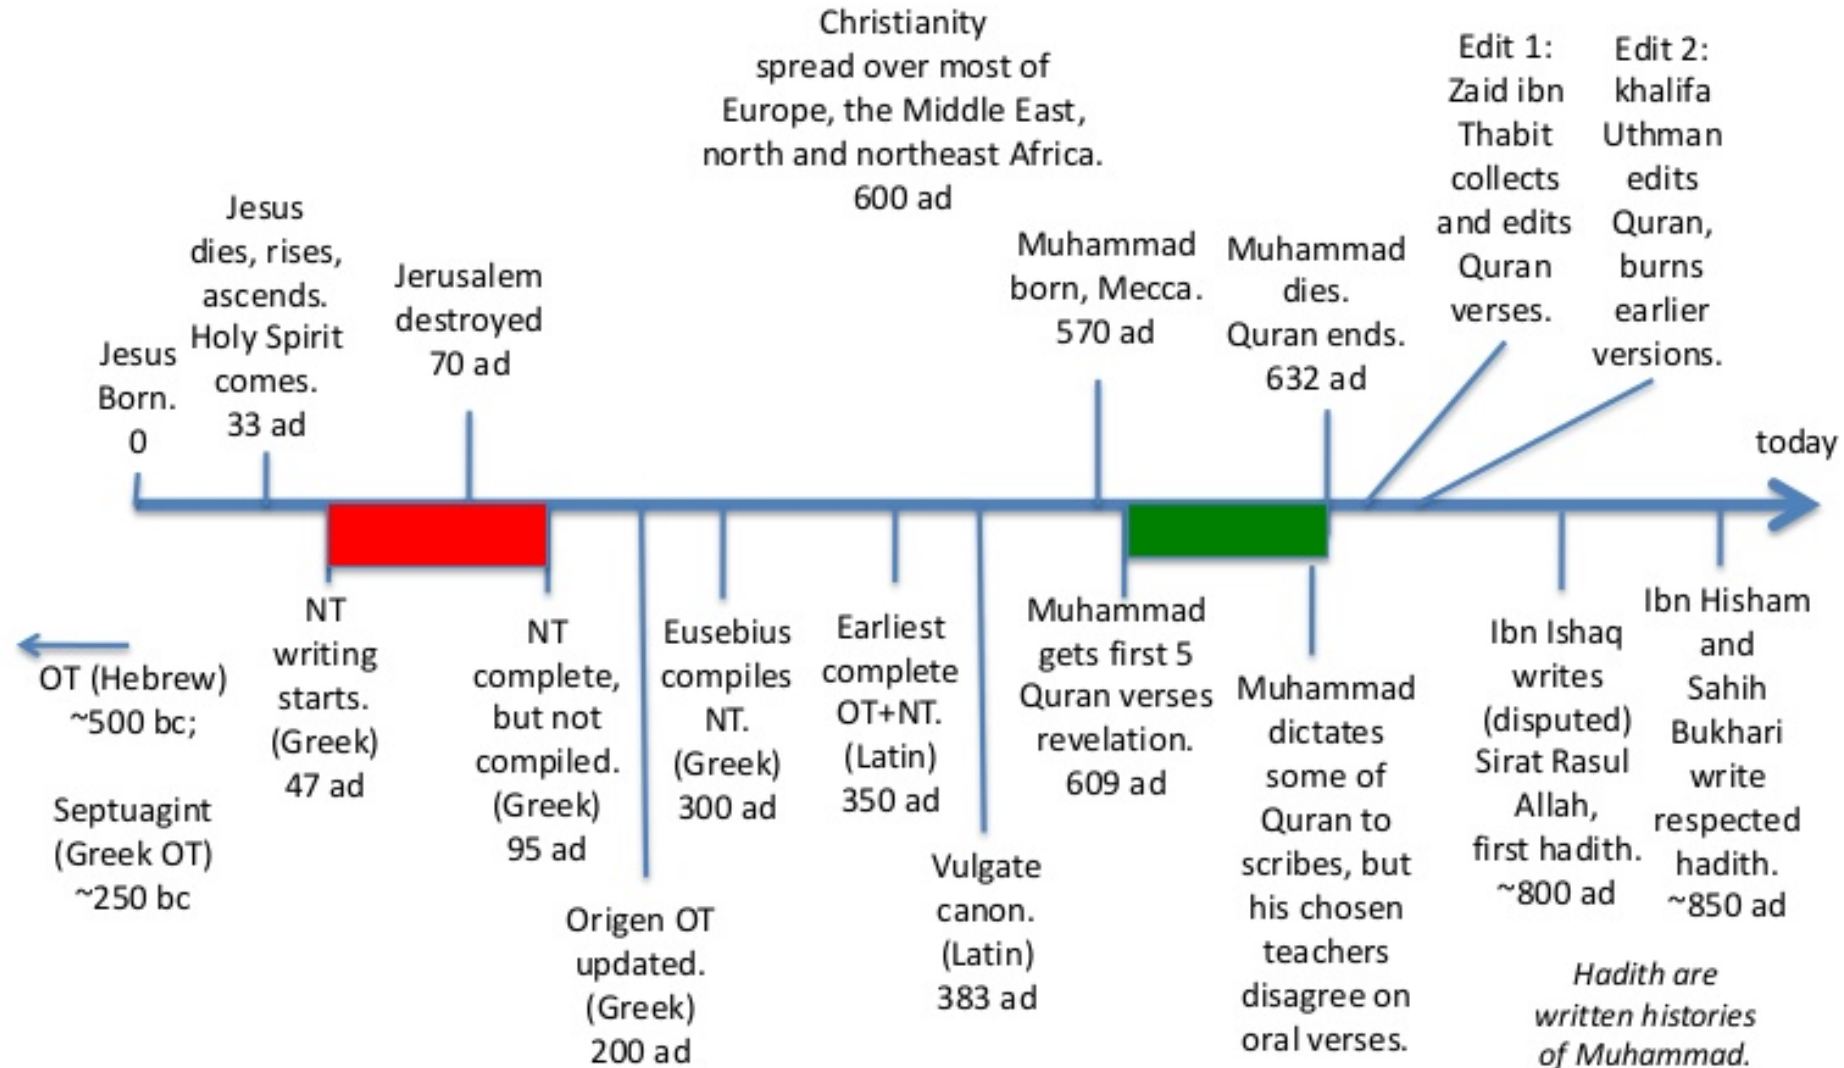 Christianity
spread over most of
Europe, the Middle East,
north and northeast Africa.
600 ad
Jesus
Born.
0
Jesus
dies, rises,
ascends.
Holy Spirit
comes.
33 ad
Jerusalem
destroyed
70 ad
Muhammad
born, Mecca.
570 ad
Muhammad
dies.
Quran ends.
632 ad
Edit 1:
Zaid ibn
Thabit
collects
and edits
Quran
verses.
Edit 2:
khalifa
Uthman
edits
Quran,
burns
earlier
versions.
today
OT (Hebrew)
~500 bc;
Septuagint
(Greek OT)
~250 bc
NT
writing
starts.
(Greek)
47 ad
NT
complete,
but not
compiled.
(Greek)
95 ad
Origen OT
updated.
(Greek)
200 ad
Eusebius
compiles
NT.
(Greek)
300 ad
Earliest
complete
OT+NT.
(Latin)
350 ad
Vulgate
canon.
(Latin)
383 ad
Muhammad
gets first 5
Quran verses
revelation.
609 ad
Muhammad
dictates
some of
Quran to
scribes, but
his chosen
teachers
disagree on
oral verses.
Ibn Ishaq
writes
(disputed)
Sirat Rasul
Allah,
first hadith.
~800 ad
Ibn Hisham
and
Sahih
Bukhari
write
respected
hadith.
~850 ad
Hadith are
written histories
of Muhammad.